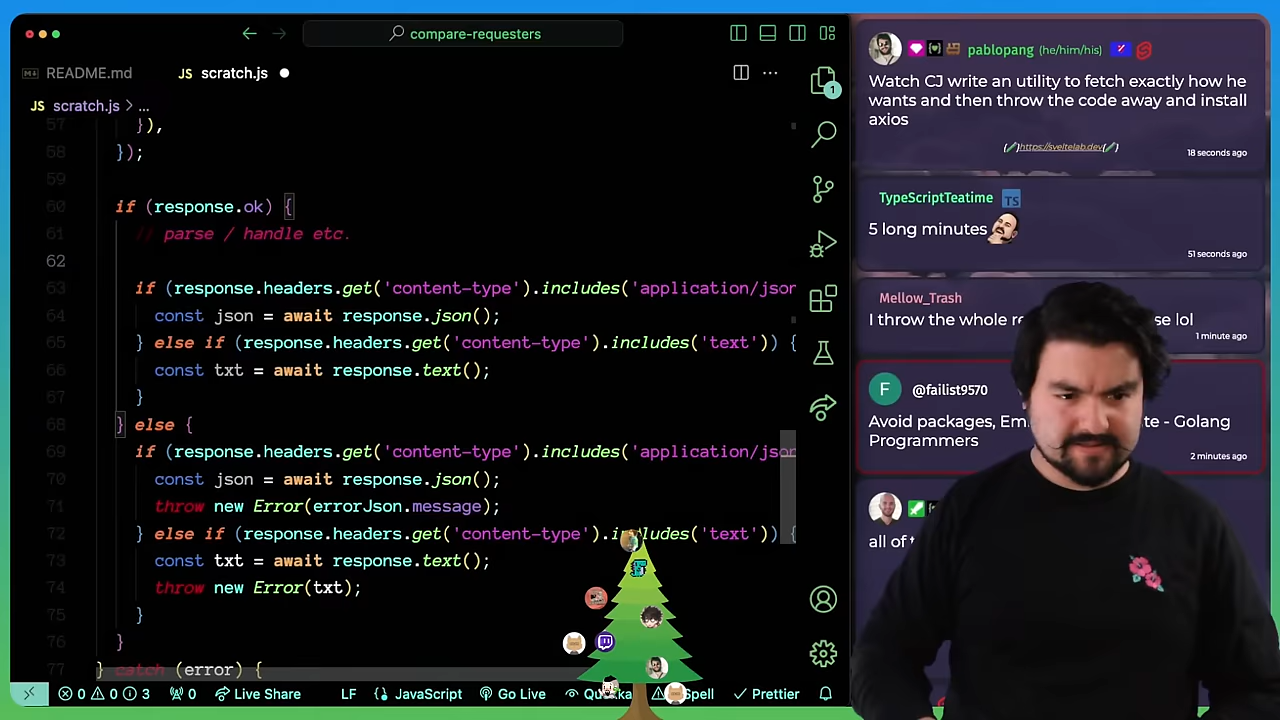 compare-requesters
README.md
JS scratch.js
JS scratch.js > ...
57 }),
58 });
59
60 if (response.ok) {
61 // parse / handle etc.
62
63 if (response.headers.get('content-type').includes('application/json
64 const json = await response.json();
65 } else if (response.headers.get('content-type').includes('text')) {
66 const txt = await response.text();
67 }
68 } else {
69 if (response.headers.get('content-type').includes('application/json
70 const json = await response.json();
71 throw new Error(errorJson.message);
72 } else if (response.headers.get('content-type').includes('text')) {
73 const txt = await response.text();
74 throw new Error(txt);
75 }
76 }
77 } catch (error) {
0 0 3 0 Live Share LF JavaScript Go Live Spell Prettier
1
pablopang (he/him/his)
Watch CJ write an utility to fetch exactly how he
wants and then throw the code away and install
axios
https://sveltelab.dev
18 seconds ago
TypeScriptTeatime TS
5 long minutes
51 seconds ago
Mellow_Trash
I throw the whole lol
1 minute ago
F @failist9570
Avoid packages, - Golang
Programmers
2 minutes ago
all of